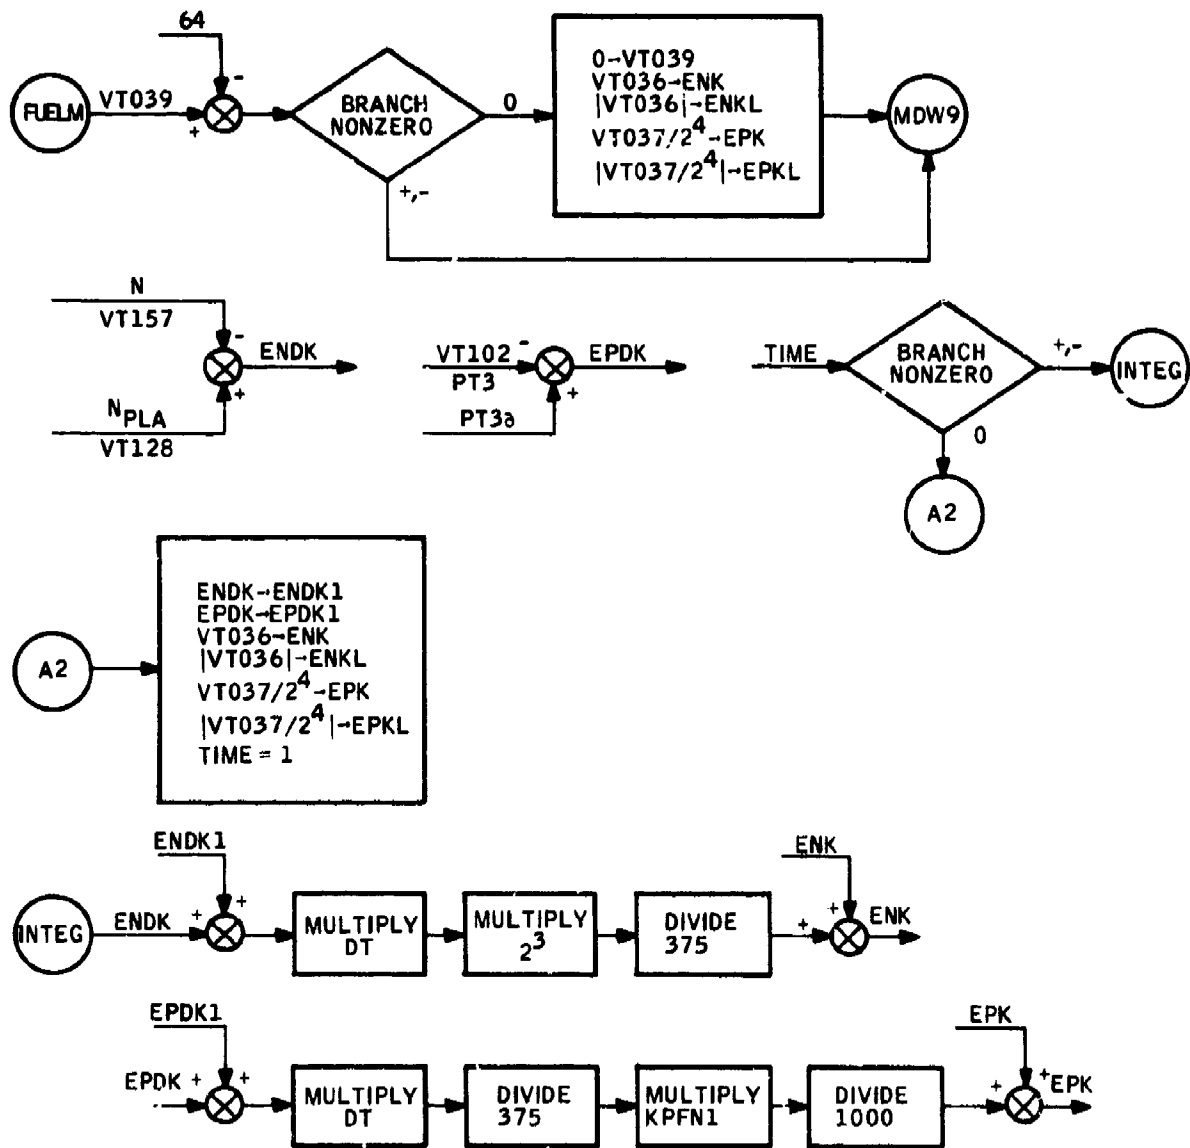 64
-
FUELM
VT039
+
BRANCH
NONZERO
0
+,-
0→VT039
VT036→ENK
|VT036|→ENKL
VT037/2⁴→EPK
|VT037/2⁴|→EPKL
MDW9
N
VT157
-
ENDK
+
N_PLA
VT128
VT102
-
PT3
EPDK
+
PT3a
TIME
BRANCH
NONZERO
+,-
INTEG
0
A2
A2
ENDK→ENDK1
EPDK→EPDK1
VT036→ENK
|VT036|→ENKL
VT037/2⁴→EPK
|VT037/2⁴|→EPKL
TIME = 1
ENDK1
+
INTEG
ENDK
+
MULTIPLY
DT
MULTIPLY
2³
DIVIDE
375
ENK
+
+
ENK
EPDK1
EPDK
+
+
MULTIPLY
DT
DIVIDE
375
MULTIPLY
KPFN1
DIVIDE
1000
EPK
+
+
EPK